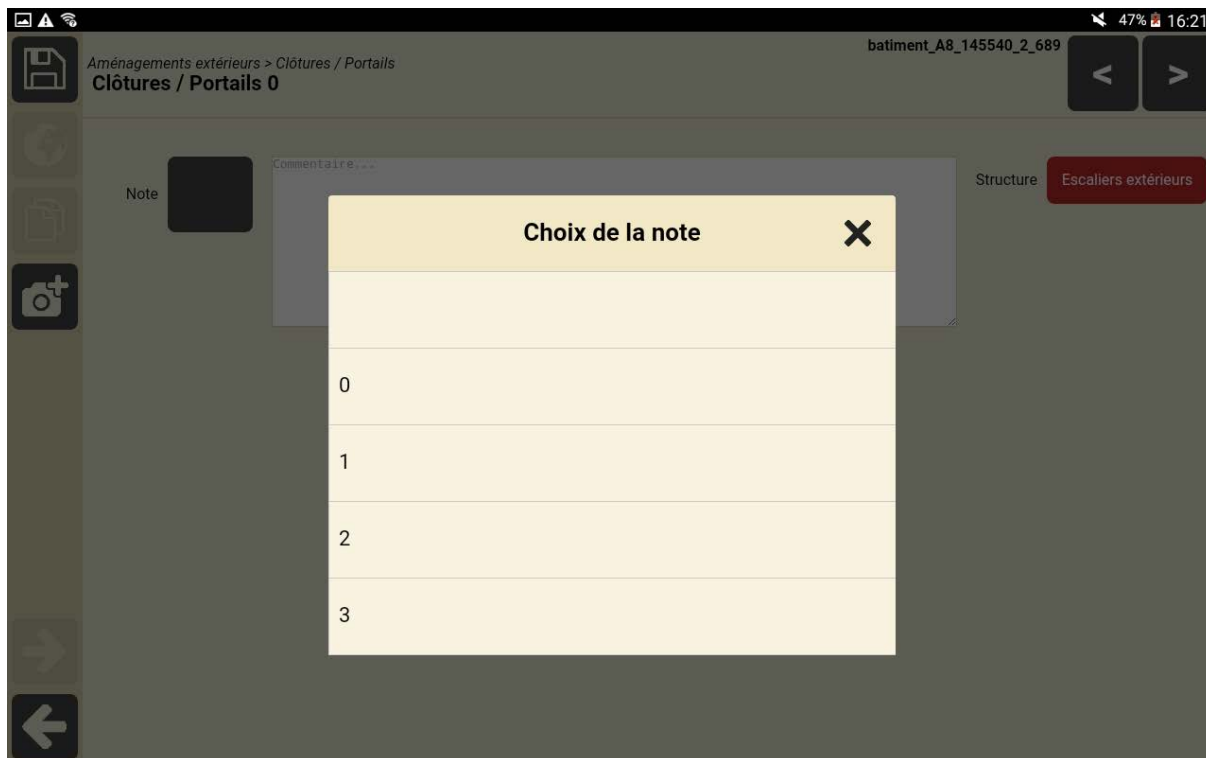 47% 16:21
batiment_A8_145540_2_689
Aménagements extérieurs > Clôtures / Portails
Clôtures / Portails 0
< >
Note
Commentaire...
Structure
Escaliers extérieurs
Choix de la note
0
1
2
3